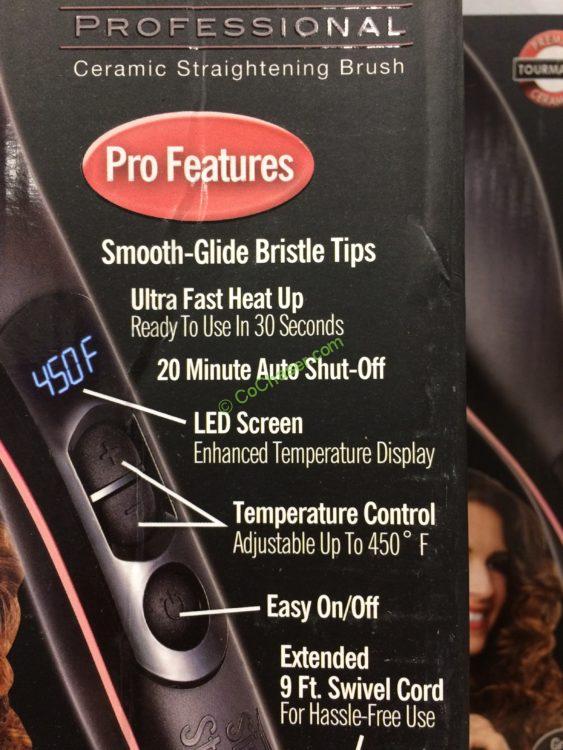 PROFESSIONAL
Ceramic Straightening Brush
Pro Features
Smooth-Glide Bristle Tips
Ultra Fast Heat Up
Ready To Use In 30 Seconds
20 Minute Auto Shut-Off
450F
LED Screen
Enhanced Temperature Display
Temperature Control
Adjustable Up To 450° F
Easy On/Off
Extended
9 Ft. Swivel Cord
For Hassle-Free Use